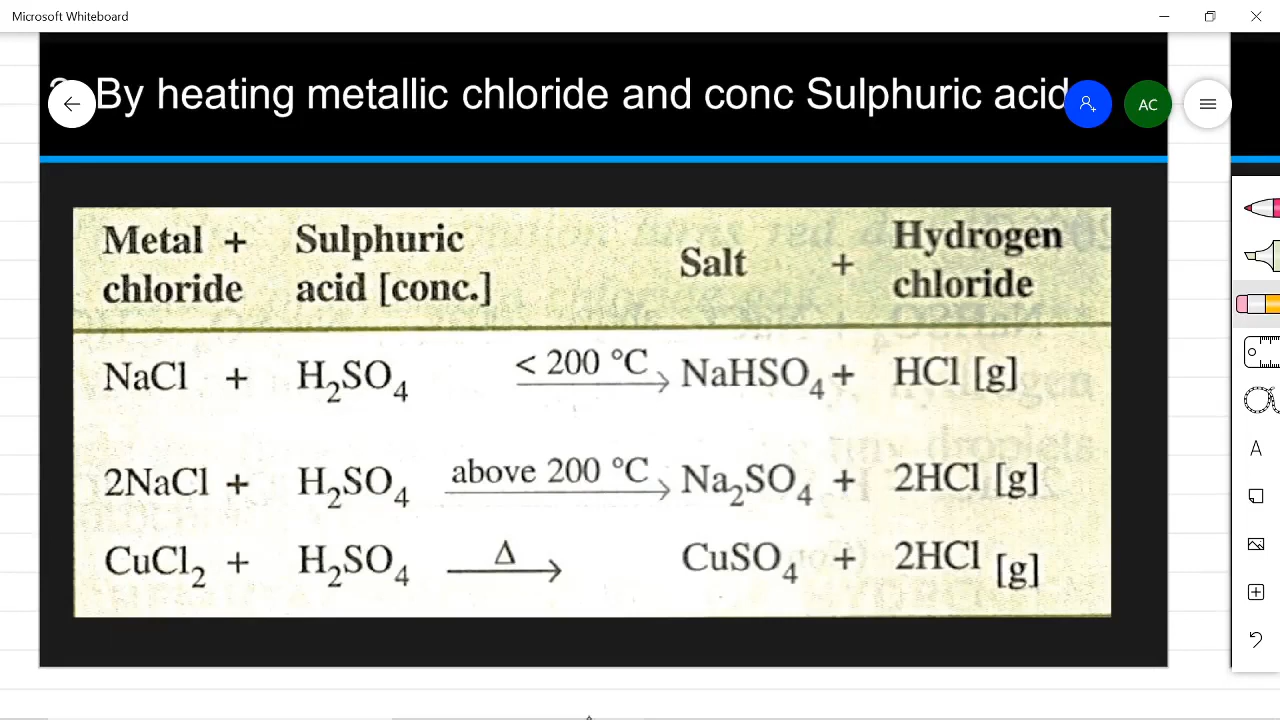 Microsoft Whiteboard
By heating metallic chloride and conc Sulphuric acid
AC
Metal + Sulphuric Salt + Hydrogen
chloride acid [conc.] chloride
NaCl + H₂SO₄ < 200 °C → NaHSO₄ + HCl [g]
2NaCl + H₂SO₄ above 200 °C → Na₂SO₄ + 2HCl [g]
CuCl₂ + H₂SO₄ Δ → CuSO₄ + 2HCl [g]
A